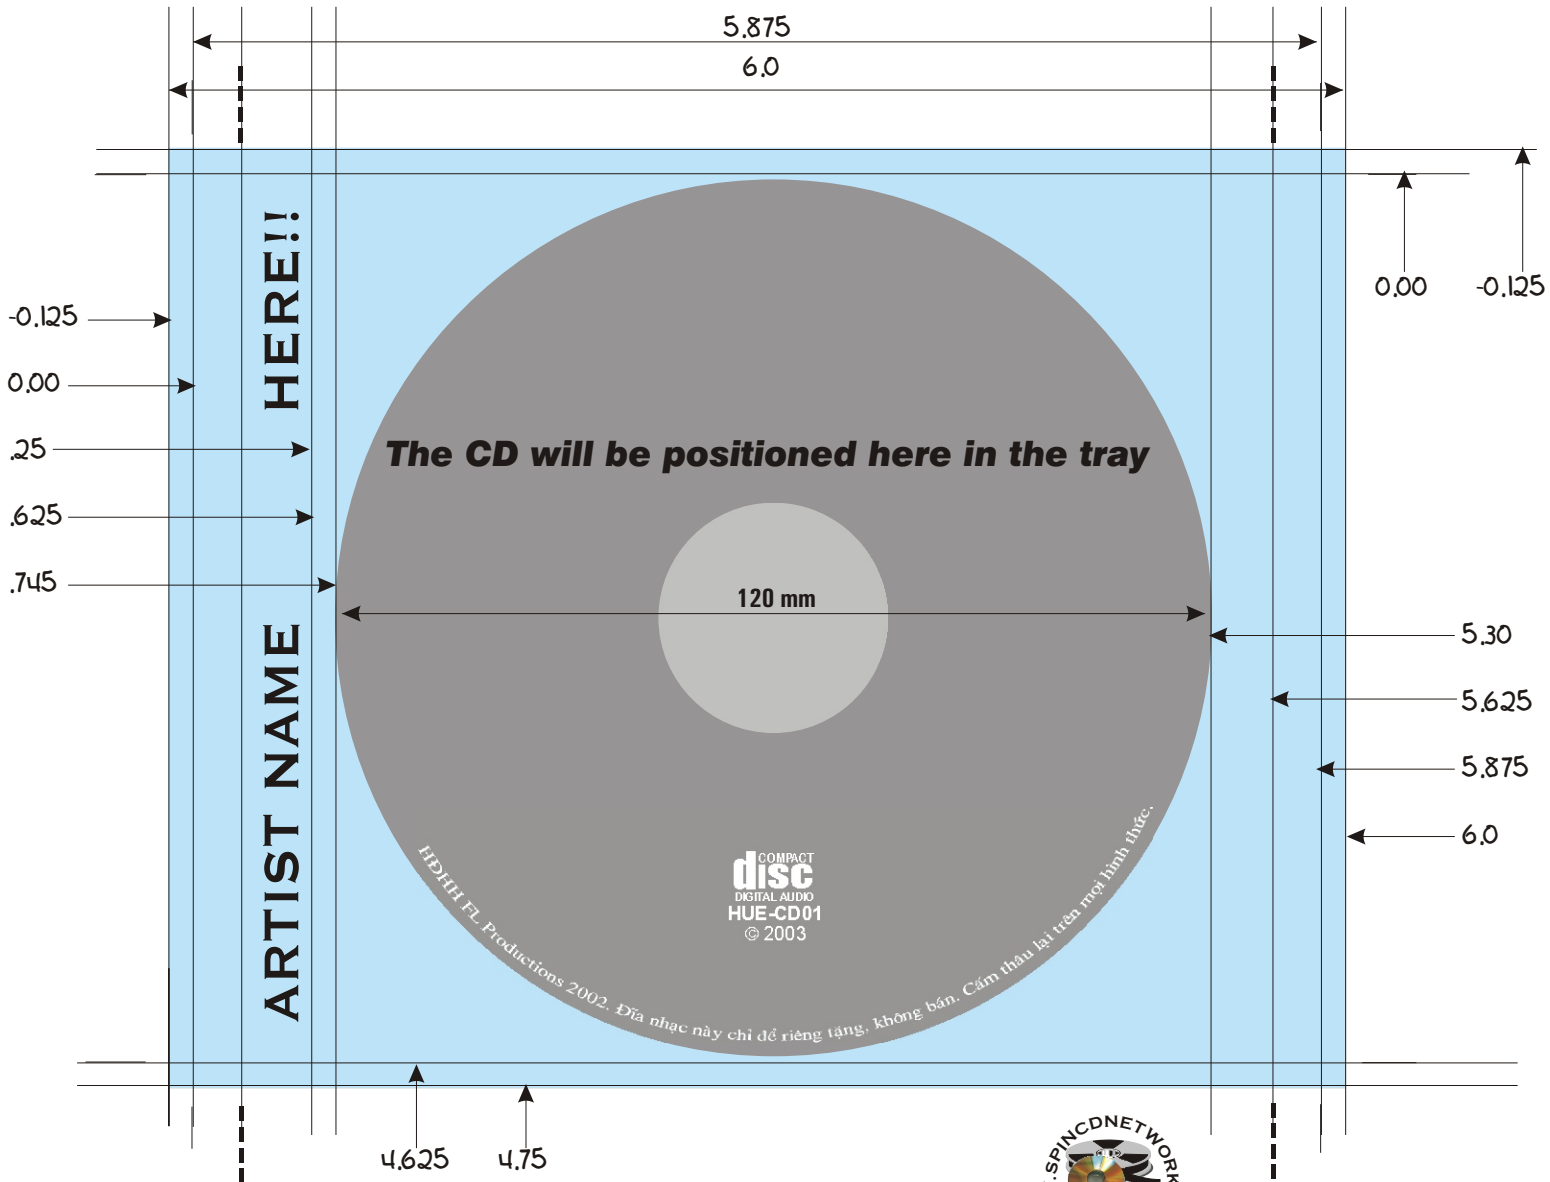 5.875
6.0
0.00
-0.125
-0.125
0.00
.25
.625
.745
HERE!!
ARTIST NAME
The CD will be positioned here in the tray
120 mm
5.30
5.625
5.875
6.0
COMPACT
disc
DIGITAL AUDIO
HUE-CD01
© 2003
HĐHH FL Productions 2002. Đĩa nhạc này chỉ để riêng tặng, không bán. Cấm thâu lại trên mọi hình thức.
4.625
4.75
.SPINCDNETWORK